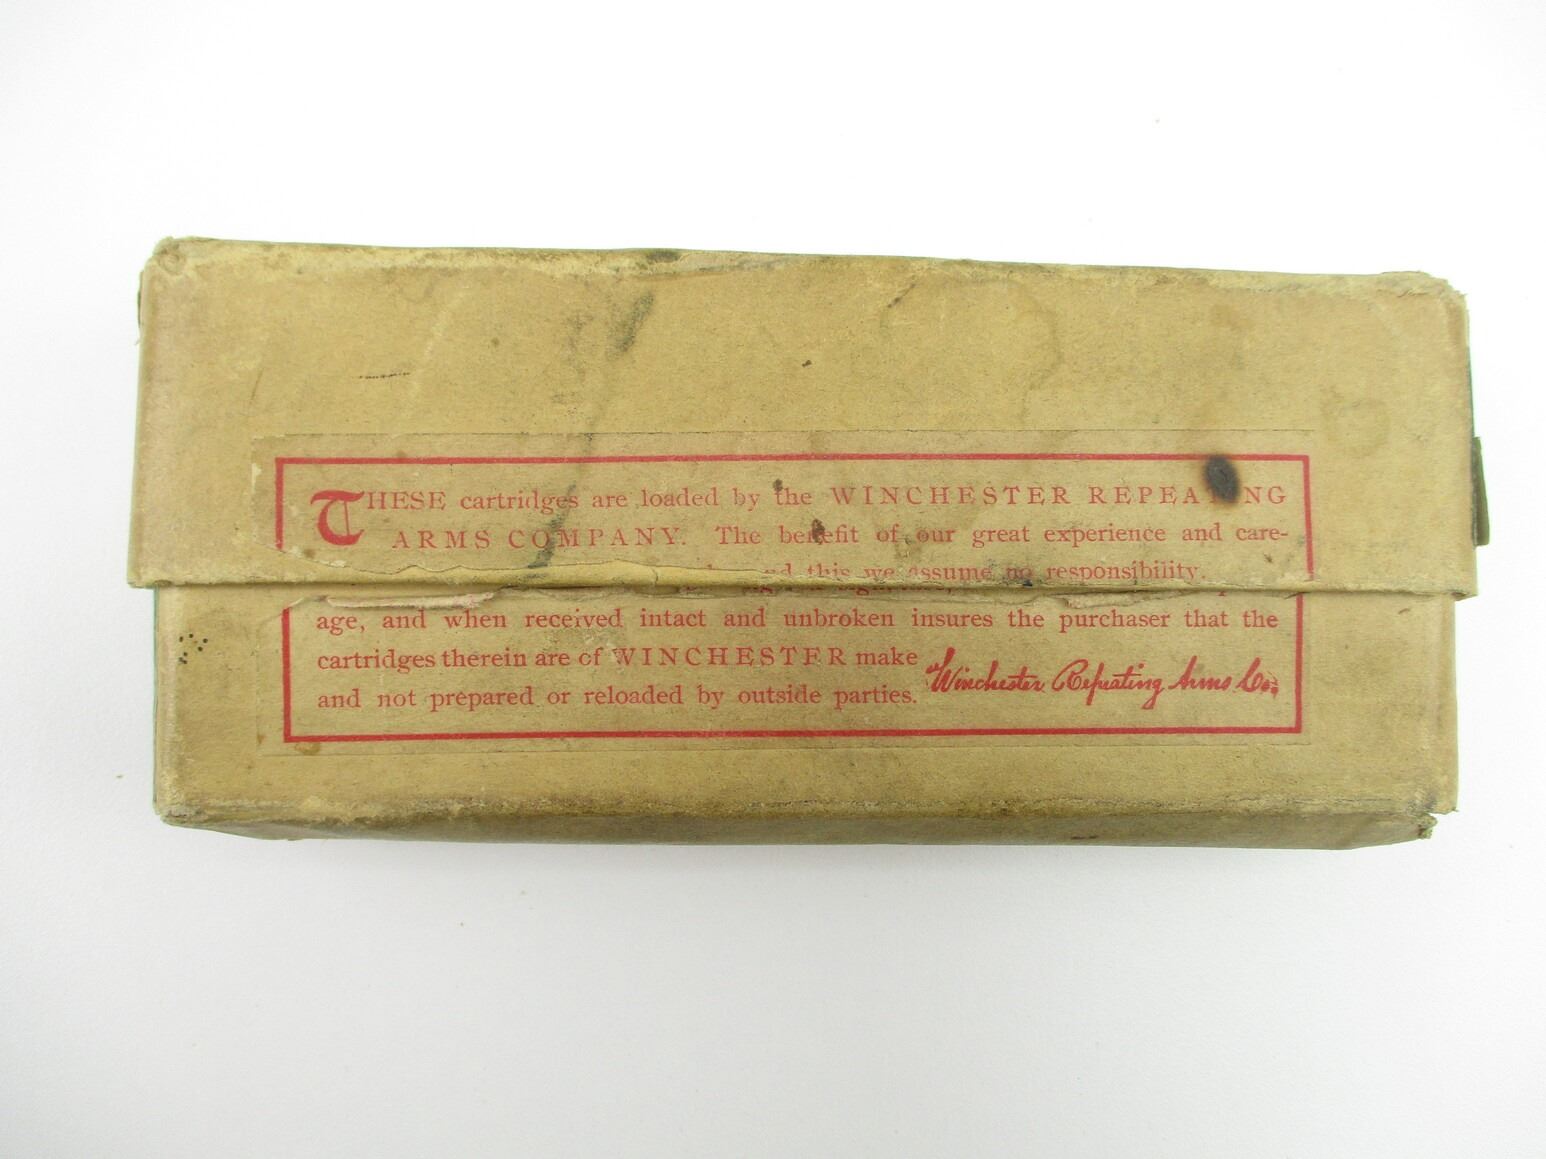 THESE cartridges are loaded by the WINCHESTER REPEATING
ARMS COMPANY. The benefit of our great experience and care-
and this we assume no responsibility.
age, and when received intact and unbroken insures the purchaser that the
cartridges therein are of WINCHESTER make
and not prepared or reloaded by outside parties.
Winchester Repeating Arms Co.